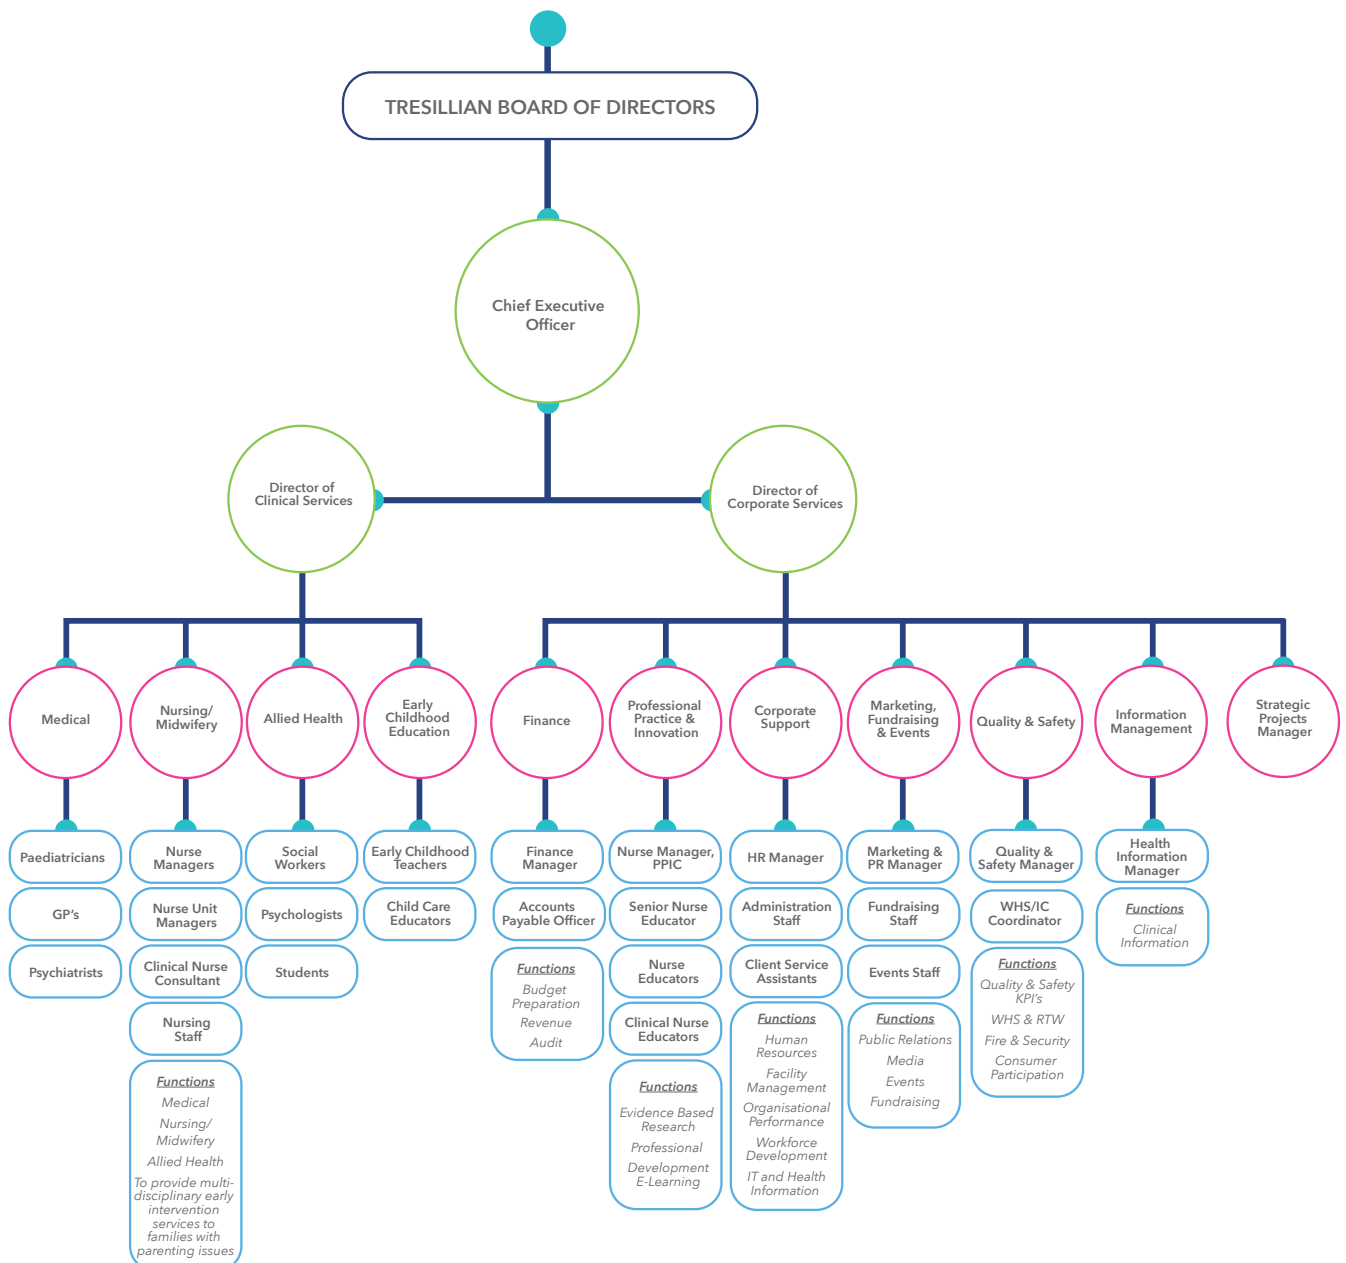 TRESILLIAN BOARD OF DIRECTORS
Chief Executive
Officer
Director of
Clinical Services
Director of
Corporate Services
Medical
Nursing/
Midwifery
Allied Health
Early
Childhood
Education
Finance
Professional
Practice &
Innovation
Corporate
Support
Marketing,
Fundraising
& Events
Quality & Safety
Information
Management
Strategic
Projects
Manager
Paediatricians
GP's
Psychiatrists
Nurse
Managers
Nurse Unit
Managers
Clinical Nurse
Consultant
Nursing
Staff
Functions
Medical
Nursing/
Midwifery
Allied Health
To provide multi-
disciplinary early
intervention
services to
families with
parenting issues
Social
Workers
Psychologists
Students
Early Childhood
Teachers
Child Care
Educators
Finance
Manager
Accounts
Payable Officer
Functions
Budget
Preparation
Revenue
Audit
Nurse Manager,
PPIC
Senior Nurse
Educator
Nurse
Educators
Clinical Nurse
Educators
Functions
Evidence Based
Research
Professional
Development
E-Learning
HR Manager
Administration
Staff
Client Service
Assistants
Functions
Human
Resources
Facility
Management
Organisational
Performance
Workforce
Development
IT and Health
Information
Marketing &
PR Manager
Fundraising
Staff
Events Staff
Functions
Public Relations
Media
Events
Fundraising
Quality &
Safety Manager
WHS/IC
Coordinator
Functions
Quality & Safety
KPI's
WHS & RTW
Fire & Security
Consumer
Participation
Health
Information
Manager
Functions
Clinical
Information